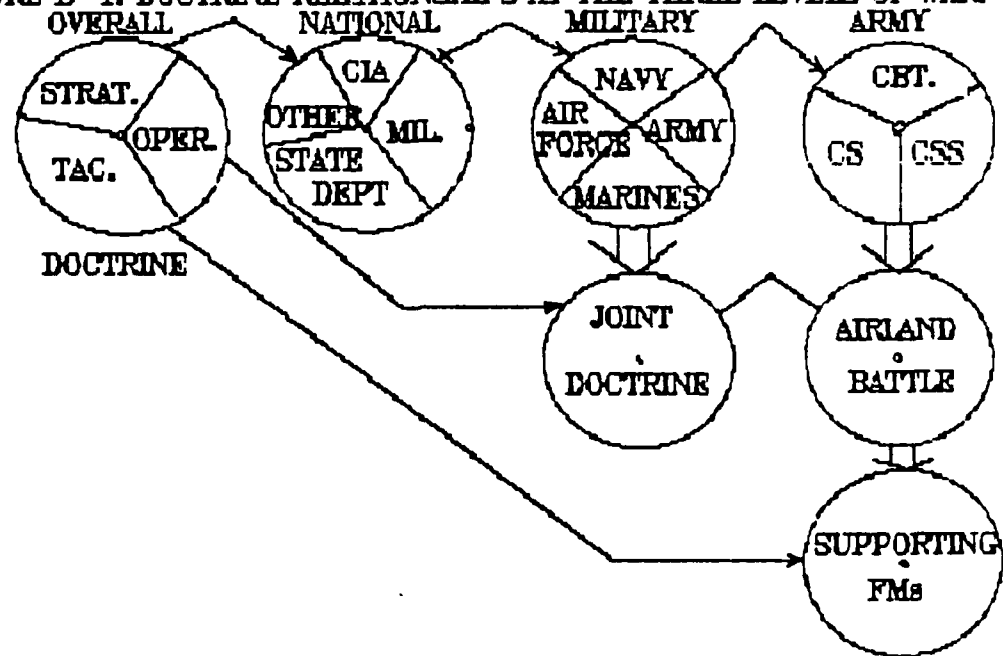 OVERALL
NATIONAL
MILITARY
ARMY
STRAT.
OPER.
TAC.
CIA
OTHER
MIL.
STATE
DEPT
NAVY
AIR
FORCE
ARMY
MARINES
CBT.
CS
CSS
DOCTRINE
JOINT
DOCTRINE
AIRLAND
BATTLE
SUPPORTING
FMs